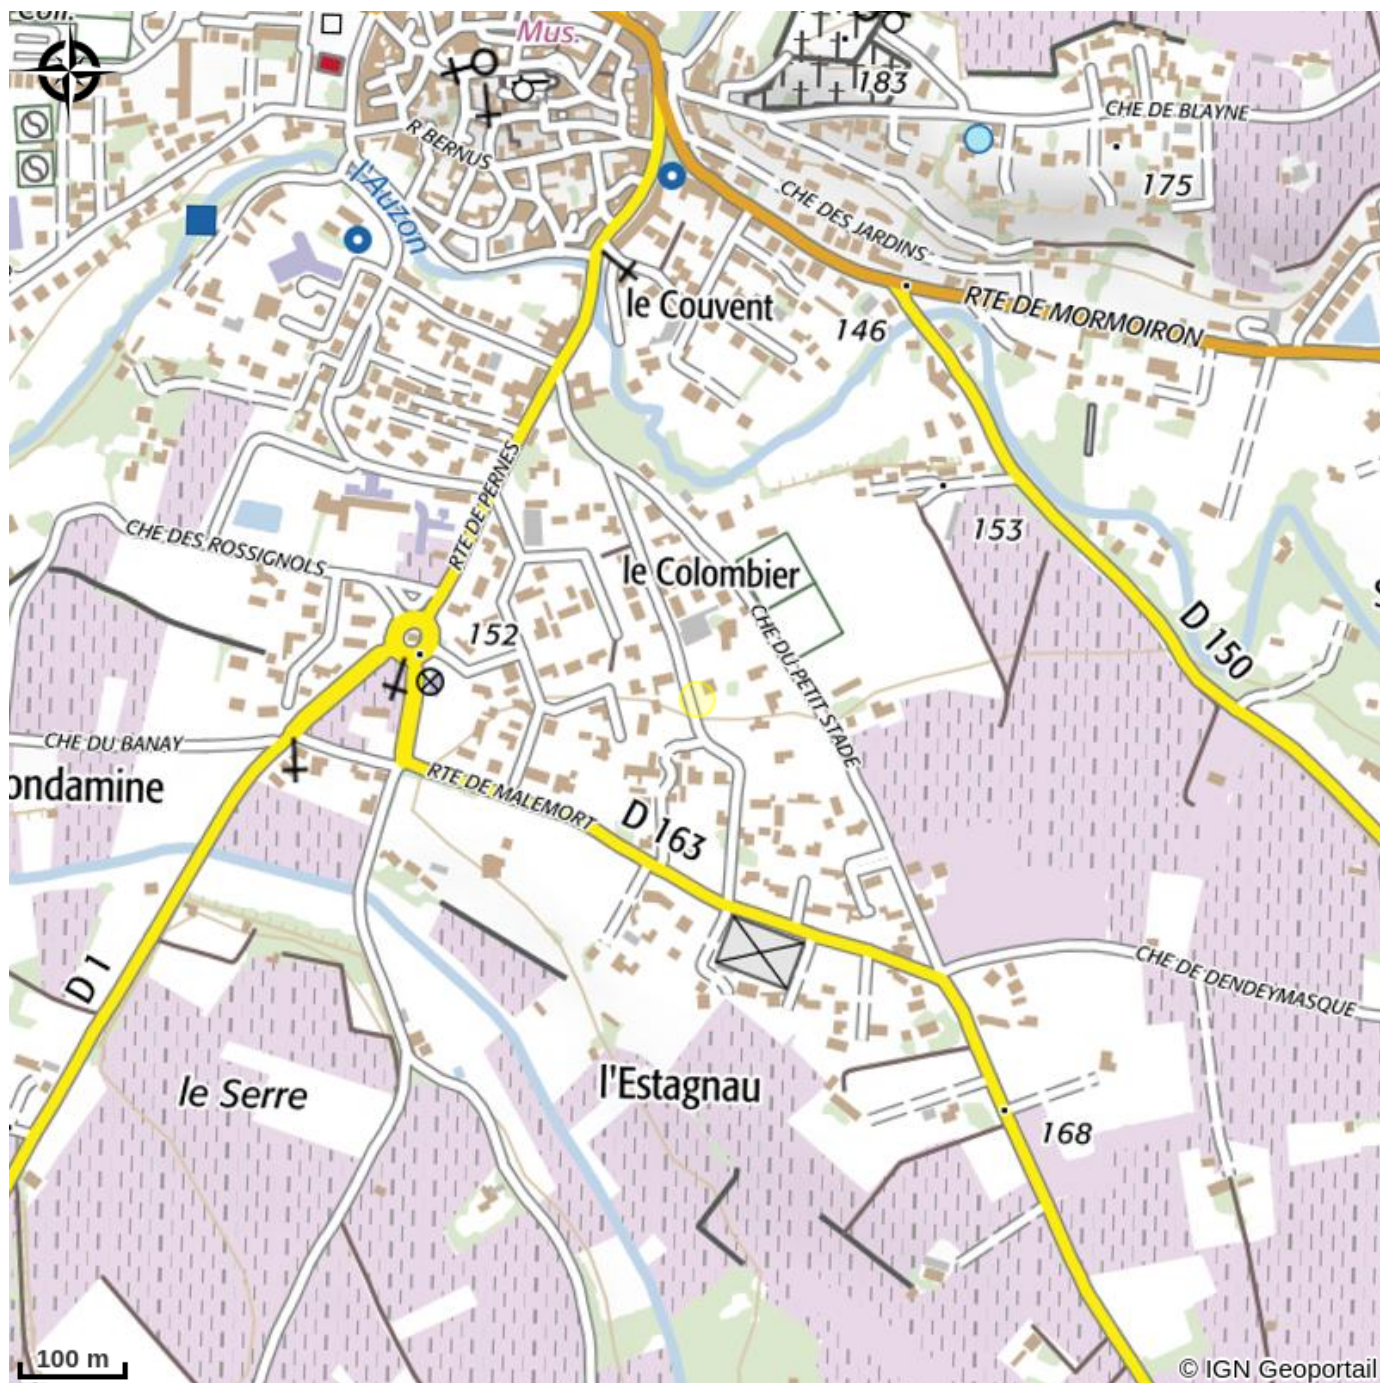 Coll.
Mus.
183
CHE DE BLAYNE
R BERNUS
175
l'Auzon
CHE DES JARDINS
le Couvent
146
RTE DE MORMOIRON
RTE DE PERNES
CHE DES ROSSIGNOLS
153
le Colombier
152
CHE DU PETIT STADE
D 150
CHE DU BANAY
ondamine
RTE DE MALEMORT
D 163
D 1
CHE DE DENDEYMASQUE
le Serre
l'Estagnau
168
100 m
© IGN Geoportail